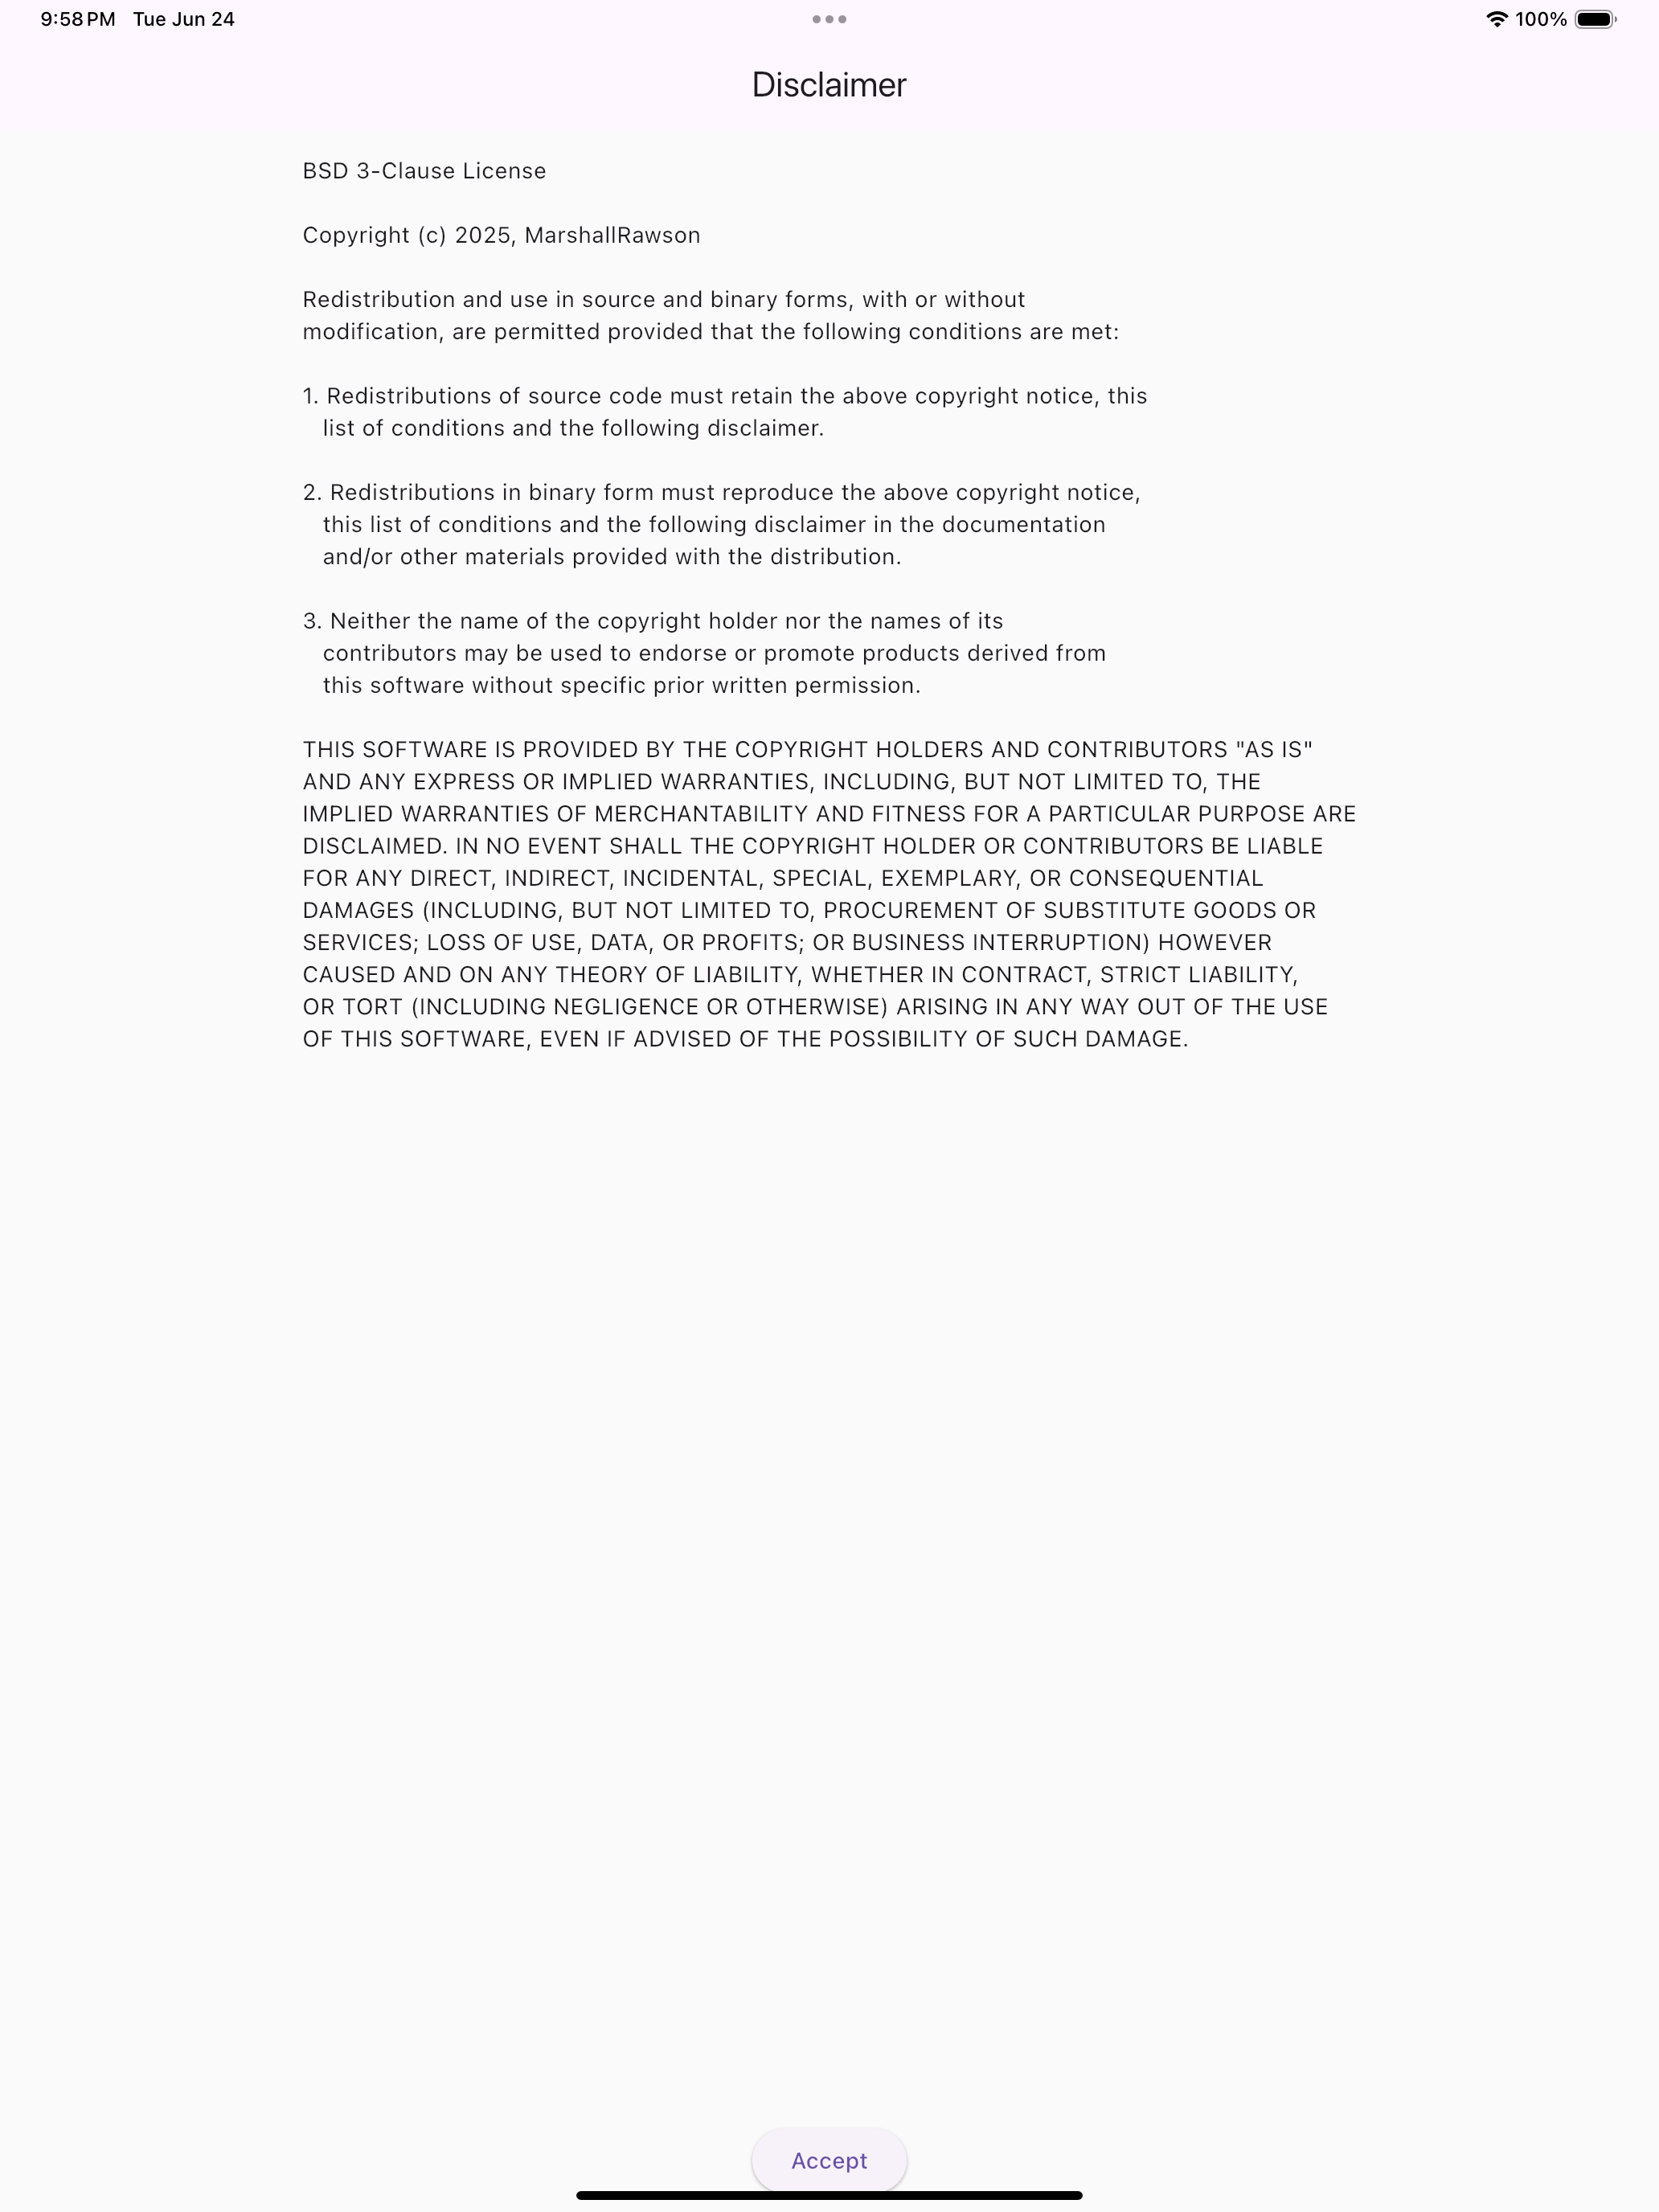 9:58 PM Tue Jun 24 100%
Disclaimer
BSD 3-Clause License
Copyright (c) 2025, MarshallRawson
Redistribution and use in source and binary forms, with or without
modification, are permitted provided that the following conditions are met:
1. Redistributions of source code must retain the above copyright notice, this
list of conditions and the following disclaimer.
2. Redistributions in binary form must reproduce the above copyright notice,
this list of conditions and the following disclaimer in the documentation
and/or other materials provided with the distribution.
3. Neither the name of the copyright holder nor the names of its
contributors may be used to endorse or promote products derived from
this software without specific prior written permission.
THIS SOFTWARE IS PROVIDED BY THE COPYRIGHT HOLDERS AND CONTRIBUTORS "AS IS"
AND ANY EXPRESS OR IMPLIED WARRANTIES, INCLUDING, BUT NOT LIMITED TO, THE
IMPLIED WARRANTIES OF MERCHANTABILITY AND FITNESS FOR A PARTICULAR PURPOSE ARE
DISCLAIMED. IN NO EVENT SHALL THE COPYRIGHT HOLDER OR CONTRIBUTORS BE LIABLE
FOR ANY DIRECT, INDIRECT, INCIDENTAL, SPECIAL, EXEMPLARY, OR CONSEQUENTIAL
DAMAGES (INCLUDING, BUT NOT LIMITED TO, PROCUREMENT OF SUBSTITUTE GOODS OR
SERVICES; LOSS OF USE, DATA, OR PROFITS; OR BUSINESS INTERRUPTION) HOWEVER
CAUSED AND ON ANY THEORY OF LIABILITY, WHETHER IN CONTRACT, STRICT LIABILITY,
OR TORT (INCLUDING NEGLIGENCE OR OTHERWISE) ARISING IN ANY WAY OUT OF THE USE
OF THIS SOFTWARE, EVEN IF ADVISED OF THE POSSIBILITY OF SUCH DAMAGE.
Accept